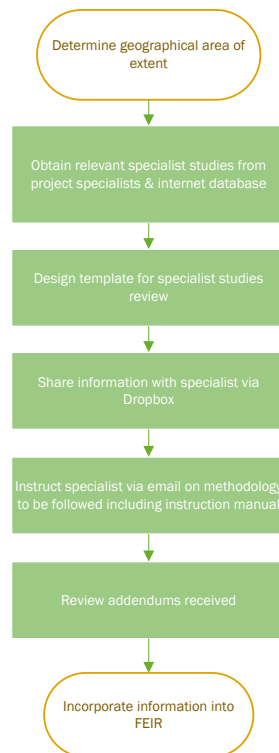 Determine geographical area of
extent
Obtain relevant specialist studies from
project specialists & internet database
Design template for specialist studies
review
Share information with specialist via
Dropbox
Instruct specialist via email on methodology
to be followed including instruction manual
Review addendums received
Incorporate information into
FEIR